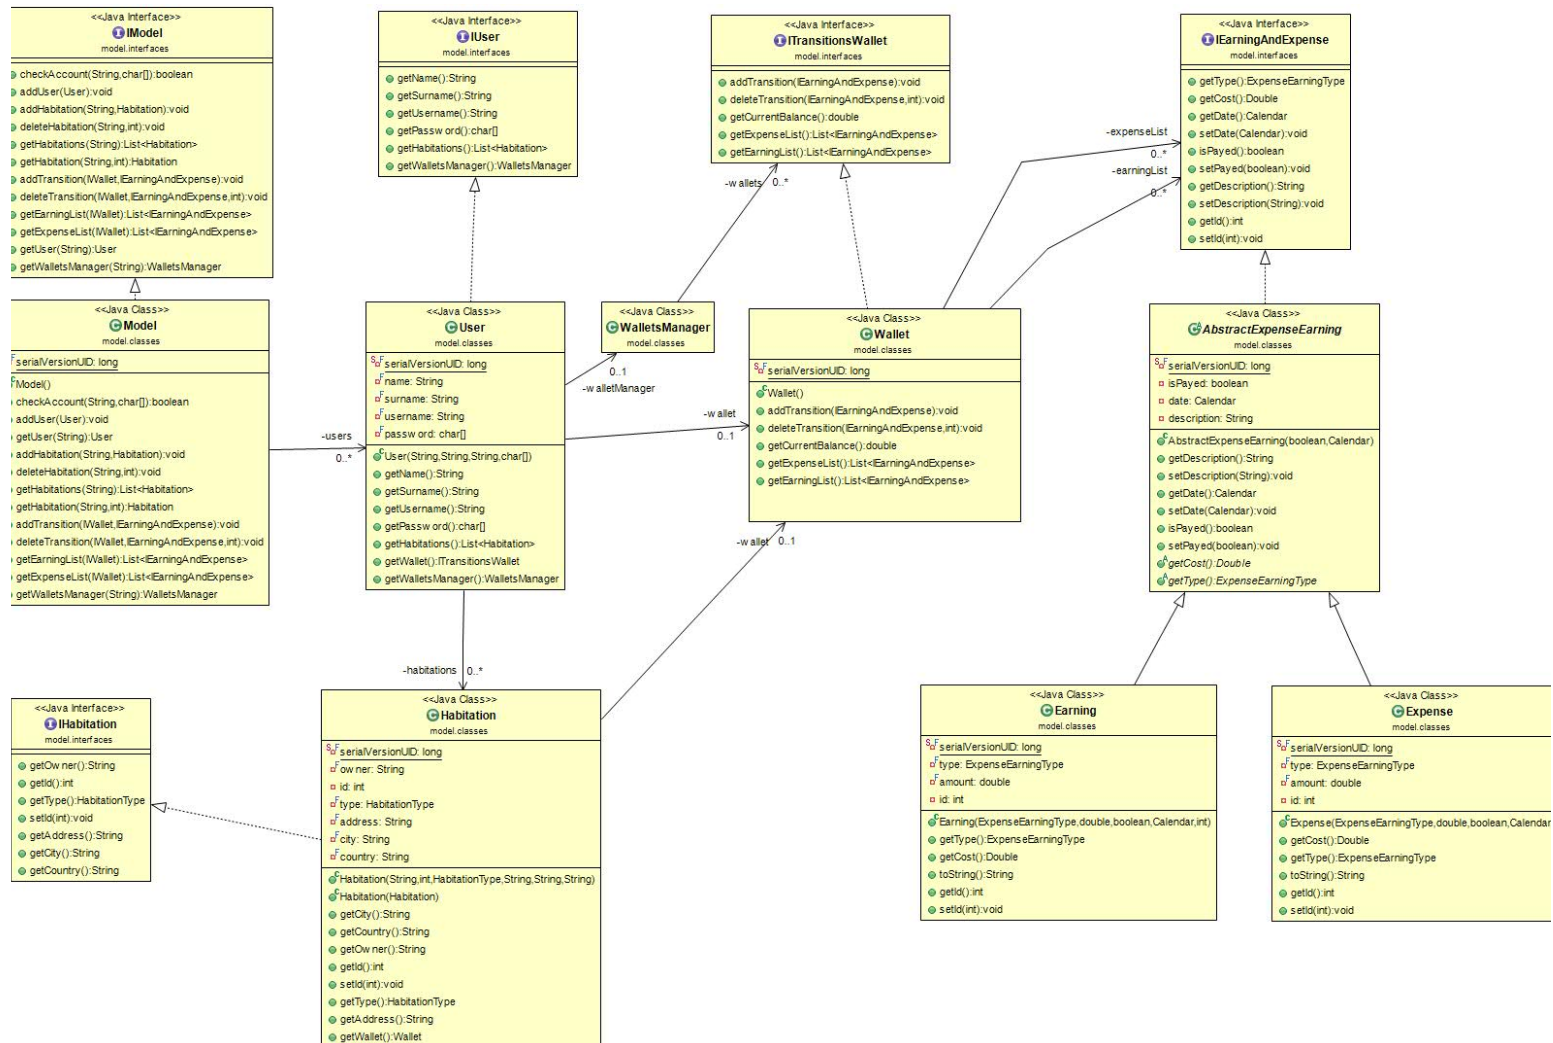 <<Java Interface>>
IModel
model.interfaces
checkAccount(String,char[]):boolean
addUser(User):void
addHabitation(String,Habitation):void
deleteHabitation(String,int):void
getHabitations(String):List<Habitation>
getHabitation(String,int):Habitation
addTransition(IWallet,IEarningAndExpense):void
deleteTransition(IWallet,IEarningAndExpense,int):void
getEarningList(IWallet):List<IEarningAndExpense>
getExpenseList(IWallet):List<IEarningAndExpense>
getUser(String):User
getWalletsManager(String):WalletsManager
<<Java Interface>>
IUser
model.interfaces
getName():String
getSurname():String
getUsername():String
getPassword():char[]
getHabitations():List<Habitation>
getWalletsManager():WalletsManager
<<Java Interface>>
ITransitionsWallet
model.interfaces
addTransition(IEarningAndExpense):void
deleteTransition(IEarningAndExpense,int):void
getCurrentBalance():double
getExpenseList():List<IEarningAndExpense>
getEarningList():List<IEarningAndExpense>
<<Java Interface>>
IEarningAndExpense
model.interfaces
getType():ExpenseEarningType
getCost():Double
getDate():Calendar
setDate(Calendar):void
isPayed():boolean
setPayed(boolean):void
getDescription():String
setDescription(String):void
getId():int
setId(int):void
-expenseList
0..*
-earningList
0..*
-wallets 0..*
<<Java Class>>
Model
model.classes
serialVersionUID: long
Model()
checkAccount(String,char[]):boolean
addUser(User):void
getUser(String):User
addHabitation(String,Habitation):void
deleteHabitation(String,int):void
getHabitations(String):List<Habitation>
getHabitation(String,int):Habitation
addTransition(IWallet,IEarningAndExpense):void
deleteTransition(IWallet,IEarningAndExpense,int):void
getEarningList(IWallet):List<IEarningAndExpense>
getExpenseList(IWallet):List<IEarningAndExpense>
getWalletsManager(String):WalletsManager
-users
0..*
<<Java Class>>
User
model.classes
serialVersionUID: long
name: String
surname: String
username: String
password: char[]
User(String,String,String,char[])
getName():String
getSurname():String
getUsername():String
getPassword():char[]
getHabitations():List<Habitation>
getWallet():ITransitionsWallet
getWalletsManager():WalletsManager
<<Java Class>>
WalletsManager
model.classes
0..1
-walletManager
-wallet
0..1
<<Java Class>>
Wallet
model.classes
serialVersionUID: long
Wallet()
addTransition(IEarningAndExpense):void
deleteTransition(IEarningAndExpense,int):void
getCurrentBalance():double
getExpenseList():List<IEarningAndExpense>
getEarningList():List<IEarningAndExpense>
-wallet 0..1
<<Java Class>>
AbstractExpenseEarning
model.classes
serialVersionUID: long
isPayed: boolean
date: Calendar
description: String
AbstractExpenseEarning(boolean,Calendar)
getDescription():String
setDescription(String):void
getDate():Calendar
setDate(Calendar):void
isPayed():boolean
setPayed(boolean):void
getCost():Double
getType():ExpenseEarningType
-habitations 0..*
<<Java Interface>>
IHabitation
model.interfaces
getOwner():String
getId():int
getType():HabitationType
setId(int):void
getAddress():String
getCity():String
getCountry():String
<<Java Class>>
Habitation
model.classes
serialVersionUID: long
owner: String
id: int
type: HabitationType
address: String
city: String
country: String
Habitation(String,int,HabitationType,String,String,String)
Habitation(Habitation)
getCity():String
getCountry():String
getOwner():String
getId():int
setId(int):void
getType():HabitationType
getAddress():String
getWallet():Wallet
<<Java Class>>
Earning
model.classes
serialVersionUID: long
type: ExpenseEarningType
amount: double
id: int
Earning(ExpenseEarningType,double,boolean,Calendar,int)
getType():ExpenseEarningType
getCost():Double
toString():String
getId():int
setId(int):void
<<Java Class>>
Expense
model.classes
serialVersionUID: long
type: ExpenseEarningType
amount: double
id: int
Expense(ExpenseEarningType,double,boolean,Calendar
getCost():Double
getType():ExpenseEarningType
toString():String
getId():int
setId(int):void